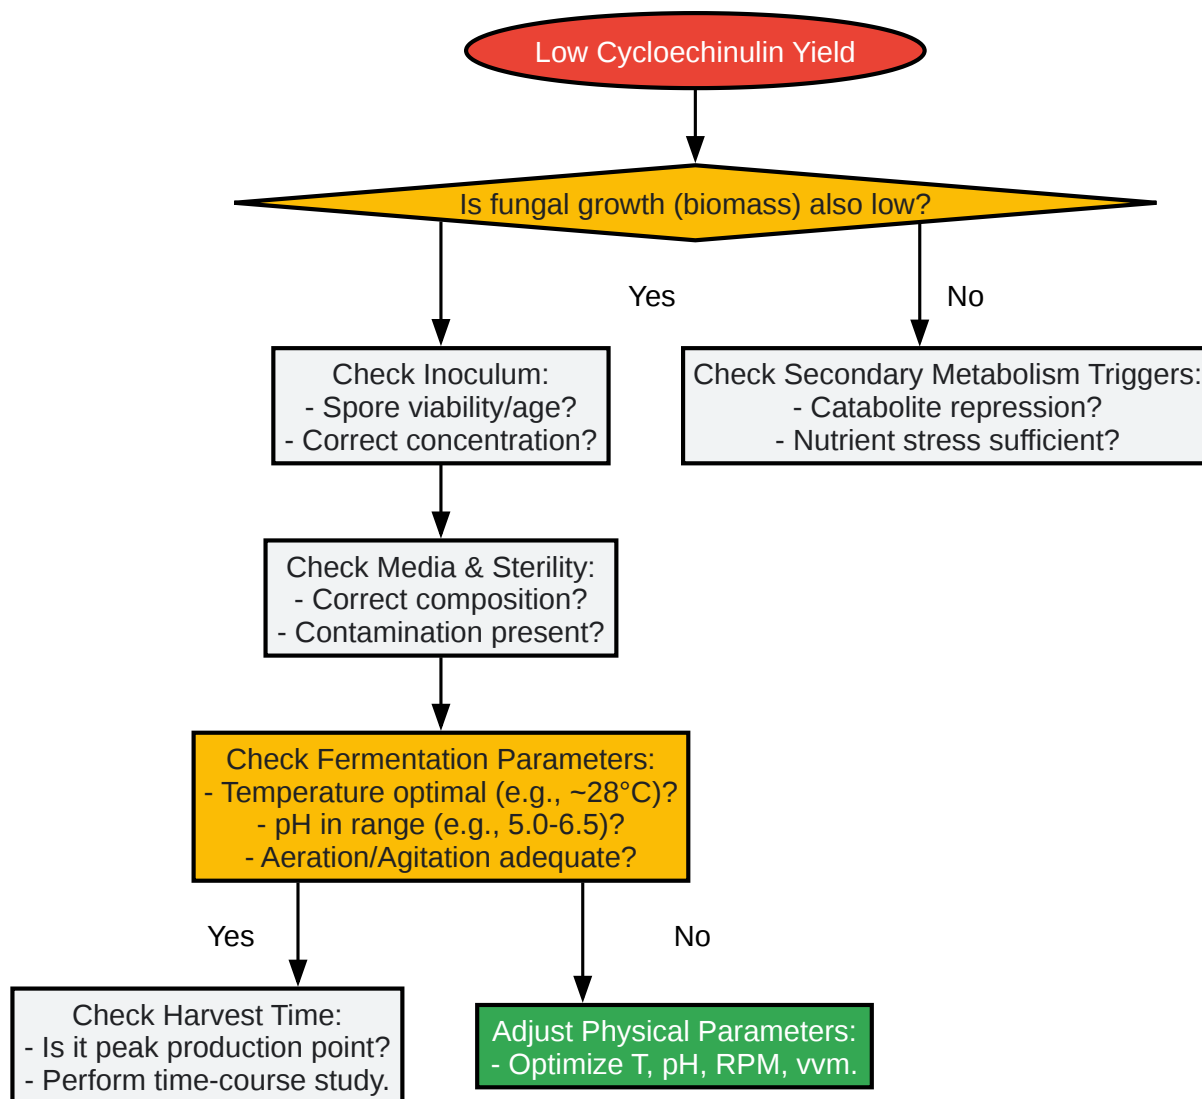 Low Cycloechinulin Yield
Is fungal growth (biomass) also low?
Yes
No
Check Inoculum:
- Spore viability/age?
- Correct concentration?
Check Secondary Metabolism Triggers:
- Catabolite repression?
- Nutrient stress sufficient?
Check Media & Sterility:
- Correct composition?
- Contamination present?
Check Fermentation Parameters:
- Temperature optimal (e.g., ~28°C)?
- pH in range (e.g., 5.0-6.5)?
- Aeration/Agitation adequate?
Yes
No
Check Harvest Time:
- Is it peak production point?
- Perform time-course study.
Adjust Physical Parameters:
- Optimize T, pH, RPM, vvm.